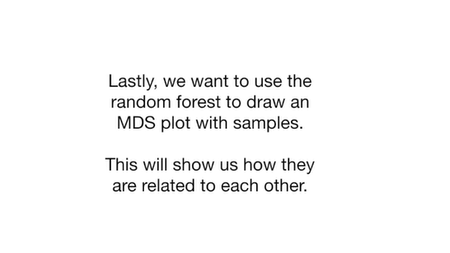 Lastly, we want to use the
random forest to draw an
MDS plot with samples.
This will show us how they
are related to each other.